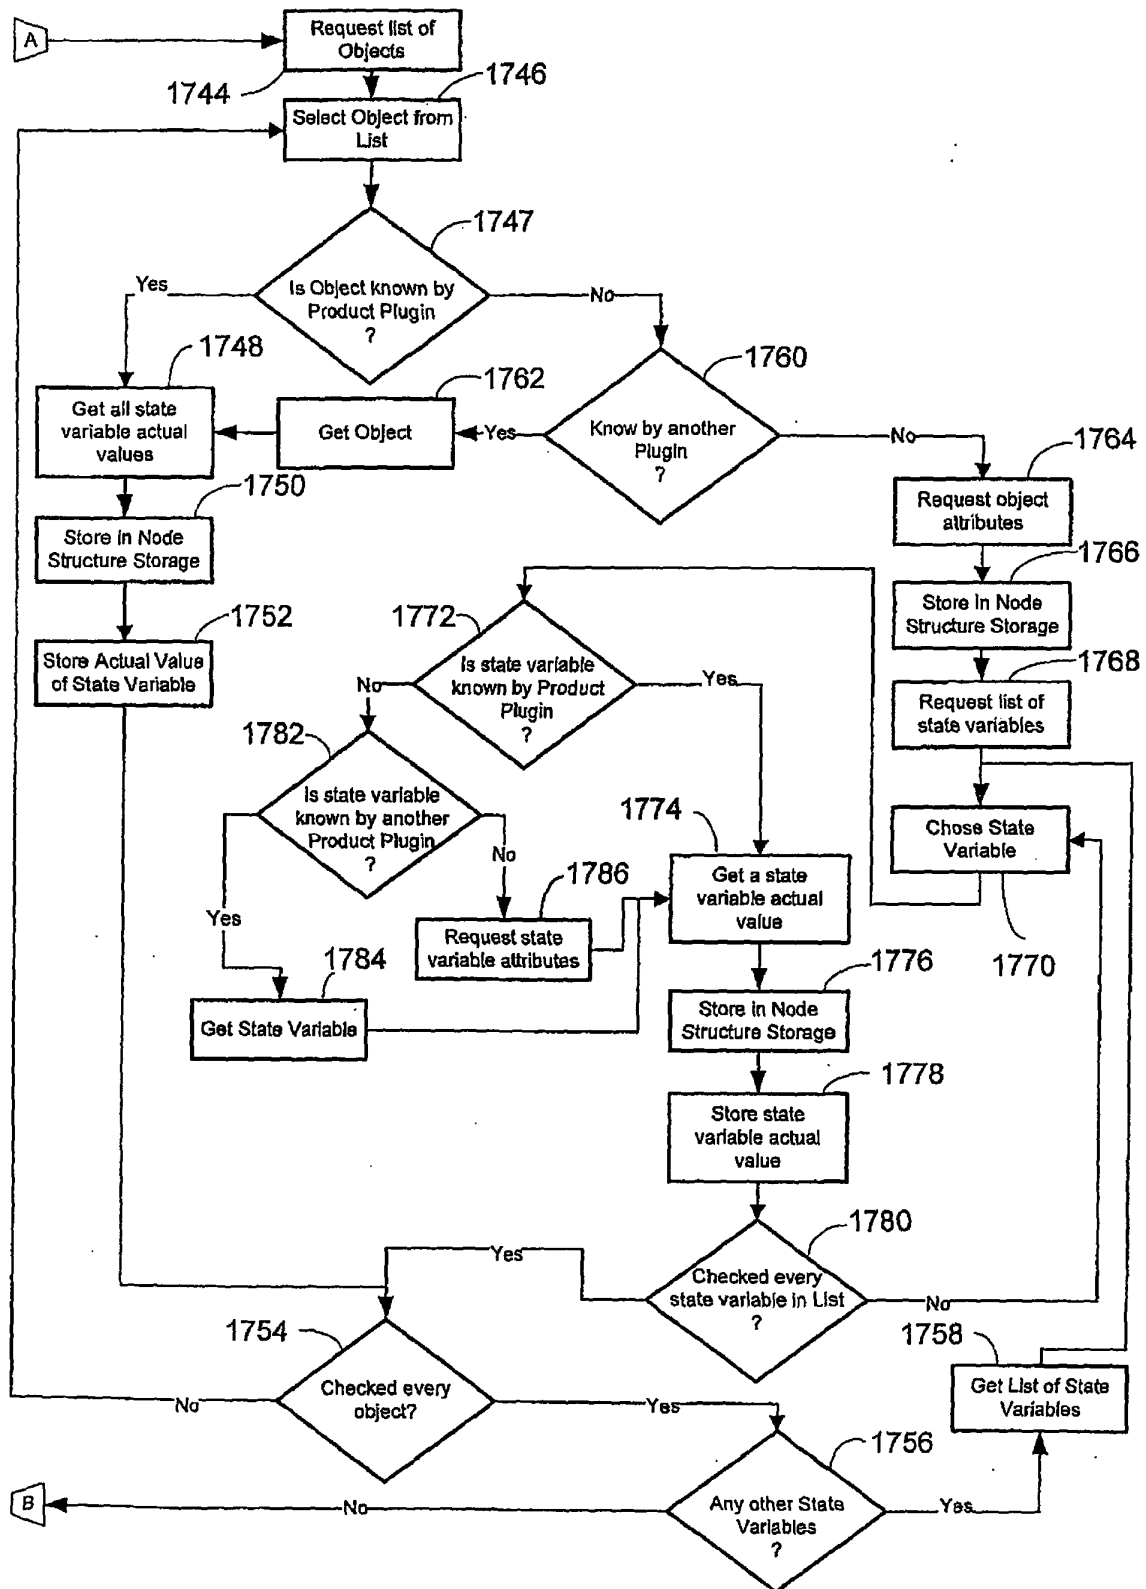 A
Request list of
Objects
1744
1746
Select Object from
List
1747
Is Object known by
Product Plugin
?
Yes
No
1748
Get all state
variable actual
values
1762
Get Object
Yes
1760
Know by another
Plugin
?
No
1764
Request object
attributes
1750
Store in Node
Structure Storage
1766
Store in Node
Structure Storage
1752
Store Actual Value
of State Variable
1772
Is state variable
known by Product
Plugin
?
No
Yes
1768
Request list of
state variables
1782
Is state variable
known by another
Product Plugin
?
Yes
No
1774
Get a state
variable actual
value
Chose State
Variable
1770
1786
Request state
variable attributes
1784
Get State Variable
1776
Store in Node
Structure Storage
1778
Store state
variable actual
value
1780
Checked every
state variable in List
?
Yes
No
1754
Checked every
object?
No
Yes
1758
Get List of State
Variables
1756
Any other State
Variables
?
No
Yes
B